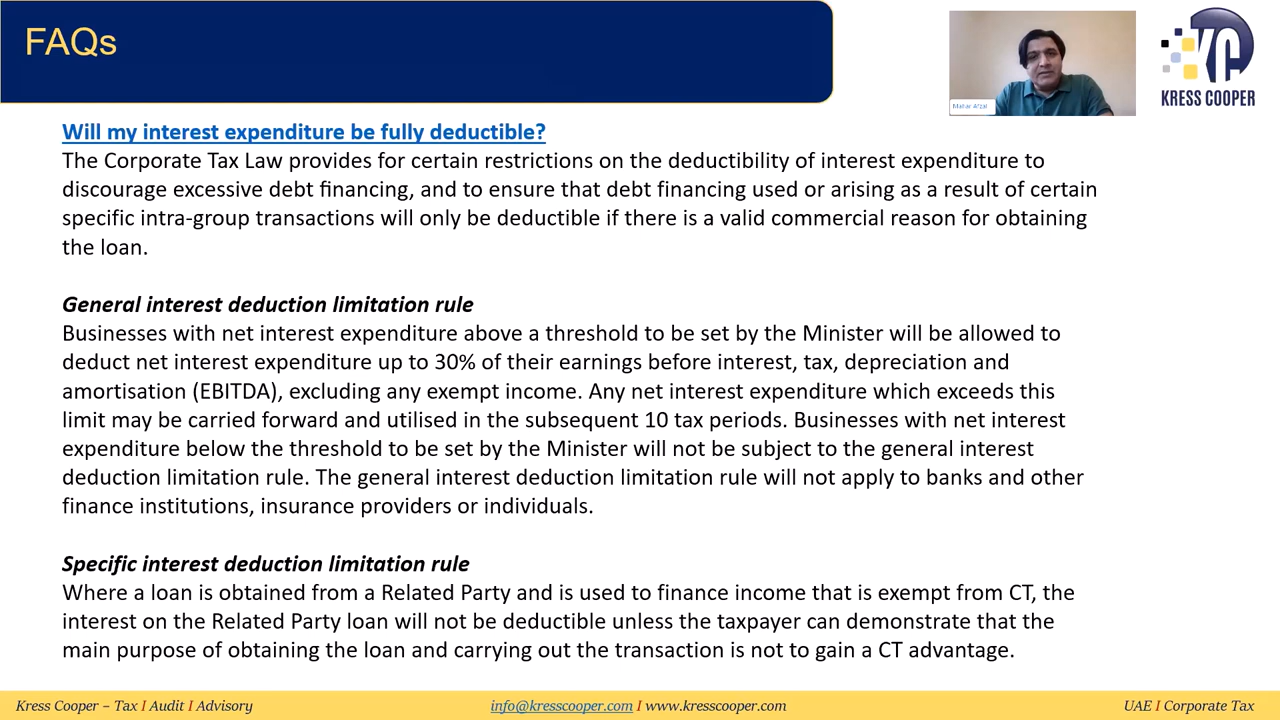 FAQs
Mahar Afzal
KC
KRESS COOPER
Will my interest expenditure be fully deductible?
The Corporate Tax Law provides for certain restrictions on the deductibility of interest expenditure to
discourage excessive debt financing, and to ensure that debt financing used or arising as a result of certain
specific intra-group transactions will only be deductible if there is a valid commercial reason for obtaining
the loan.
General interest deduction limitation rule
Businesses with net interest expenditure above a threshold to be set by the Minister will be allowed to
deduct net interest expenditure up to 30% of their earnings before interest, tax, depreciation and
amortisation (EBITDA), excluding any exempt income. Any net interest expenditure which exceeds this
limit may be carried forward and utilised in the subsequent 10 tax periods. Businesses with net interest
expenditure below the threshold to be set by the Minister will not be subject to the general interest
deduction limitation rule. The general interest deduction limitation rule will not apply to banks and other
finance institutions, insurance providers or individuals.
Specific interest deduction limitation rule
Where a loan is obtained from a Related Party and is used to finance income that is exempt from CT, the
interest on the Related Party loan will not be deductible unless the taxpayer can demonstrate that the
main purpose of obtaining the loan and carrying out the transaction is not to gain a CT advantage.
Kress Cooper – Tax I Audit I Advisory
info@kresscooper.com I www.kresscooper.com
UAE I Corporate Tax